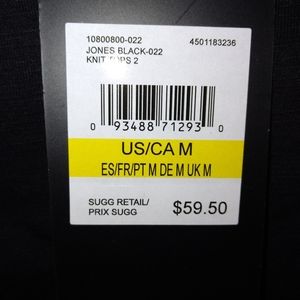 10800800-022 4501183236
JONES BLACK-022
KNIT TOPS 2
0 93488 71293 0
US/CA M
ES/FR/PT M DE M UK M
SUGG RETAIL/
PRIX SUGG $59.50